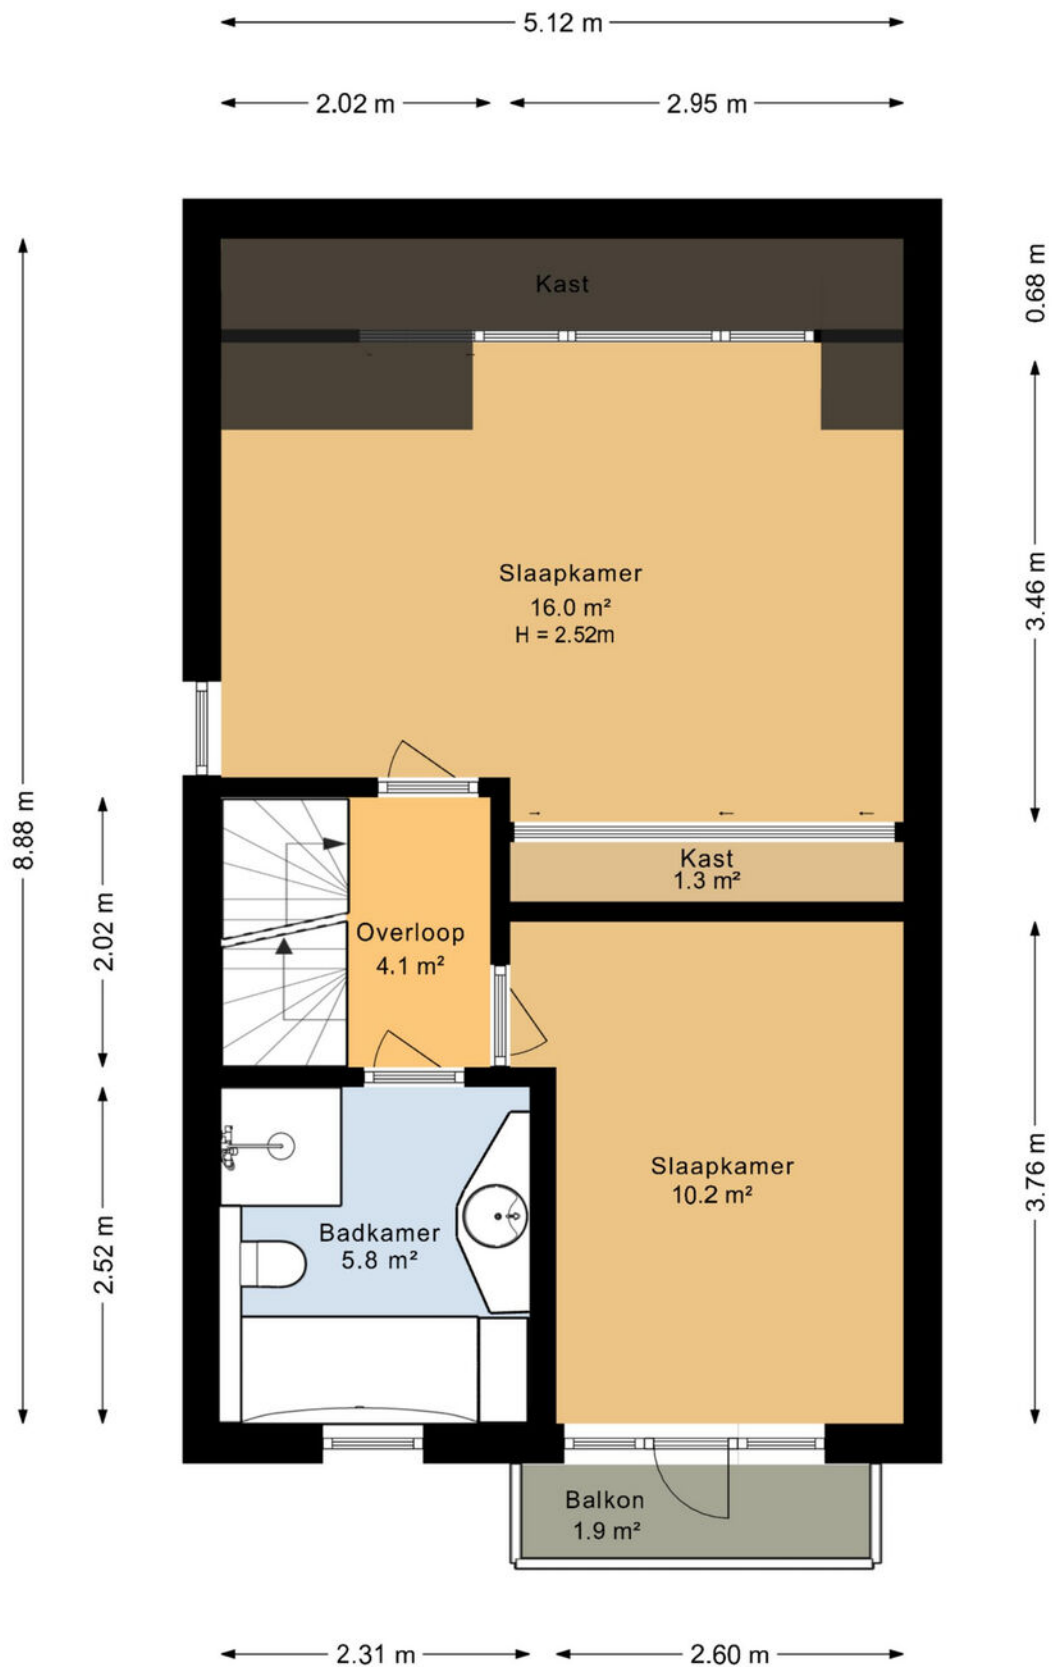 5.12 m
2.02 m
2.95 m
Kast
0.68 m
Slaapkamer
16.0 m²
H = 2.52m
3.46 m
8.88 m
Kast
1.3 m²
2.02 m
Overloop
4.1 m²
Slaapkamer
10.2 m²
3.76 m
2.52 m
Badkamer
5.8 m²
Balkon
1.9 m²
2.31 m
2.60 m